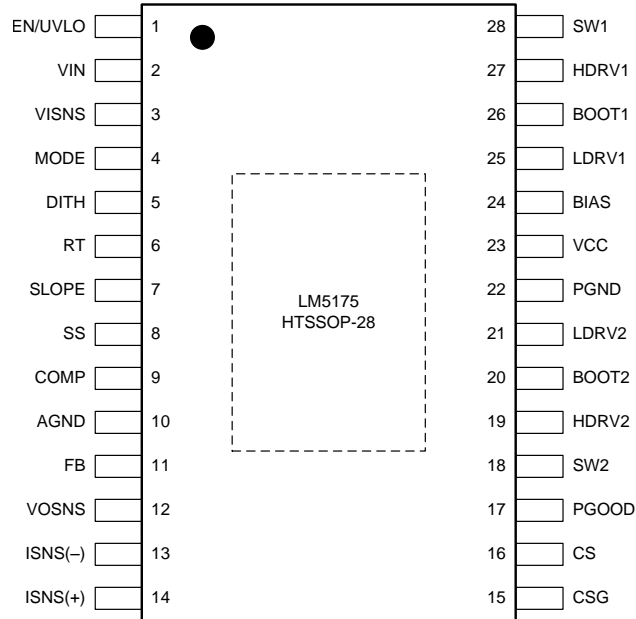 EN/UVLO 1 28 SW1
VIN 2 27 HDRV1
VISNS 3 26 BOOT1
MODE 4 25 LDRV1
DITH 5 24 BIAS
RT 6 23 VCC
SLOPE 7 22 PGND
LM5175
HTSSOP-28
SS 8 21 LDRV2
COMP 9 20 BOOT2
AGND 10 19 HDRV2
FB 11 18 SW2
VOSNS 12 17 PGOOD
ISNS(–) 13 16 CS
ISNS(+) 14 15 CSG